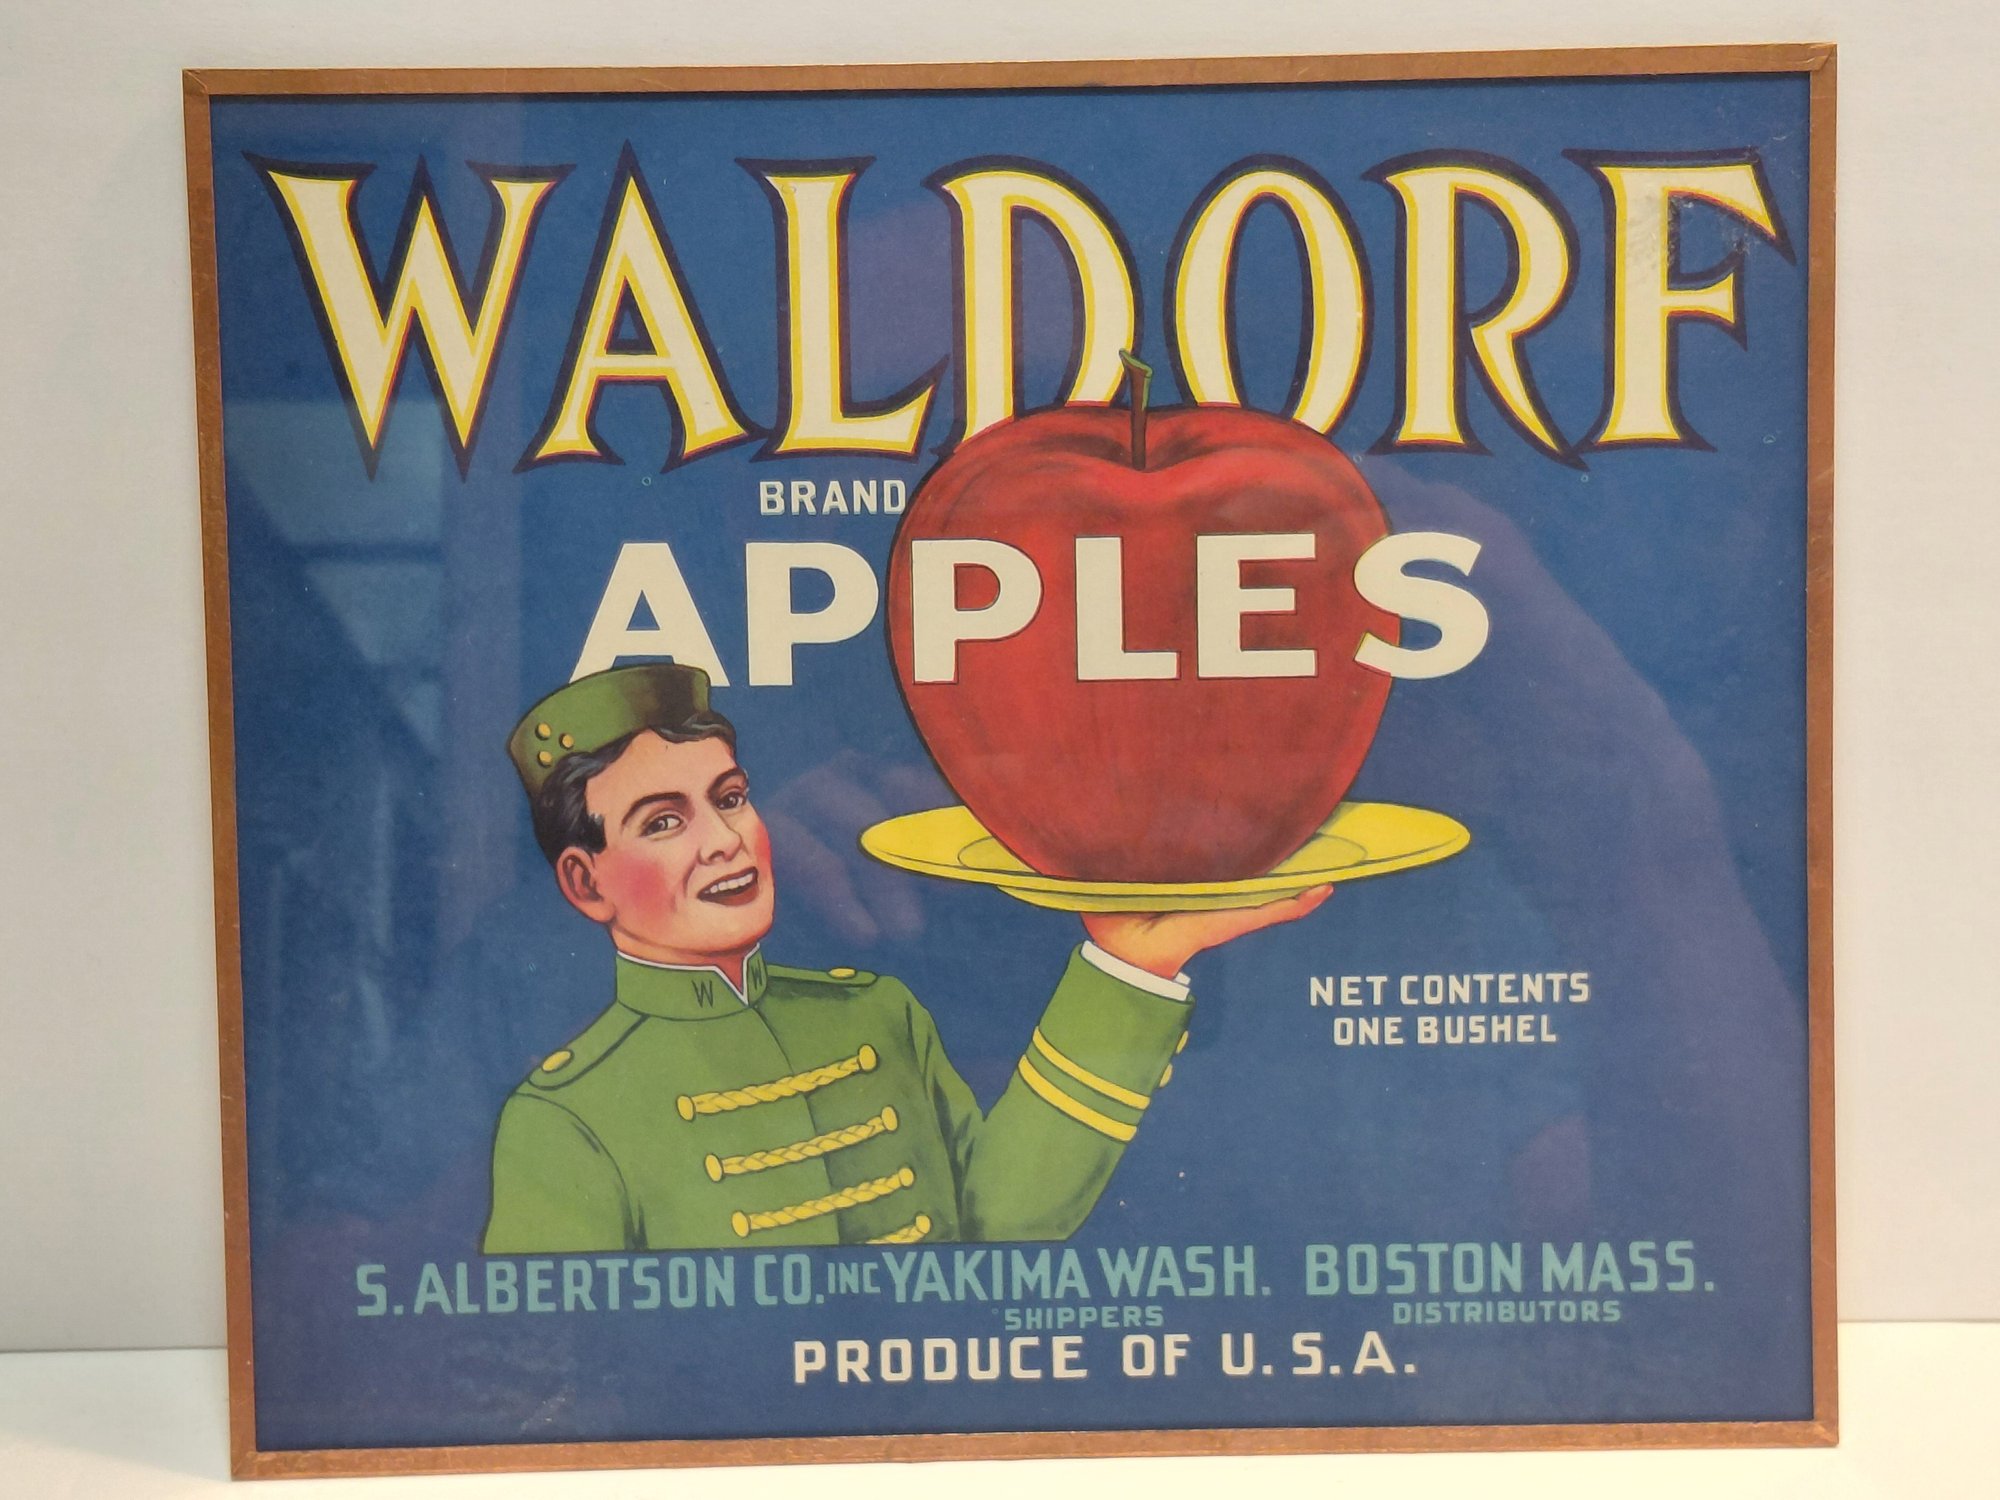 WALDORF
BRAND
APPLES
W W
NET CONTENTS
ONE BUSHEL
S. ALBERTSON CO. INC YAKIMA WASH. BOSTON MASS.
SHIPPERS DISTRIBUTORS
PRODUCE OF U.S.A.